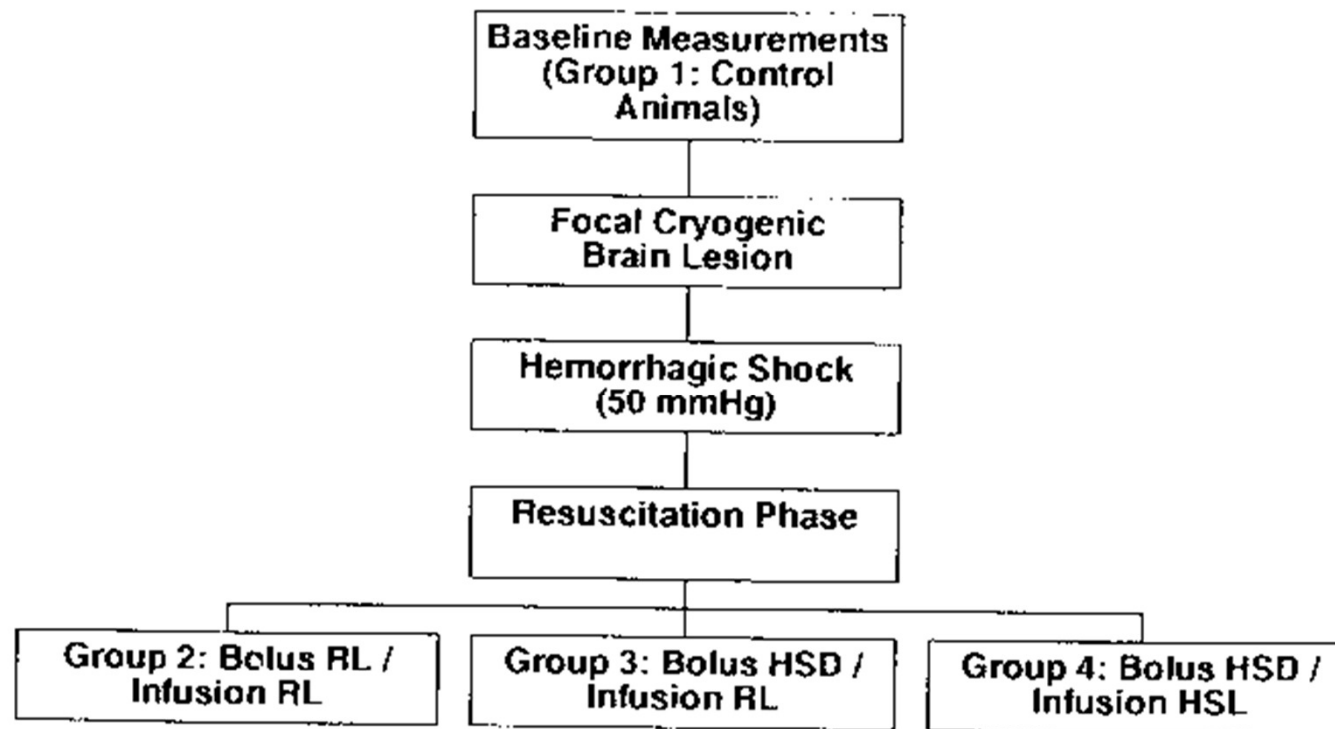 Baseline Measurements
(Group 1: Control
Animals)
Focal Cryogenic
Brain Lesion
Hemorrhagic Shock
(50 mmHg)
Resuscitation Phase
Group 2: Bolus RL /
Infusion RL
Group 3: Bolus HSD /
Infusion RL
Group 4: Bolus HSD /
Infusion HSL